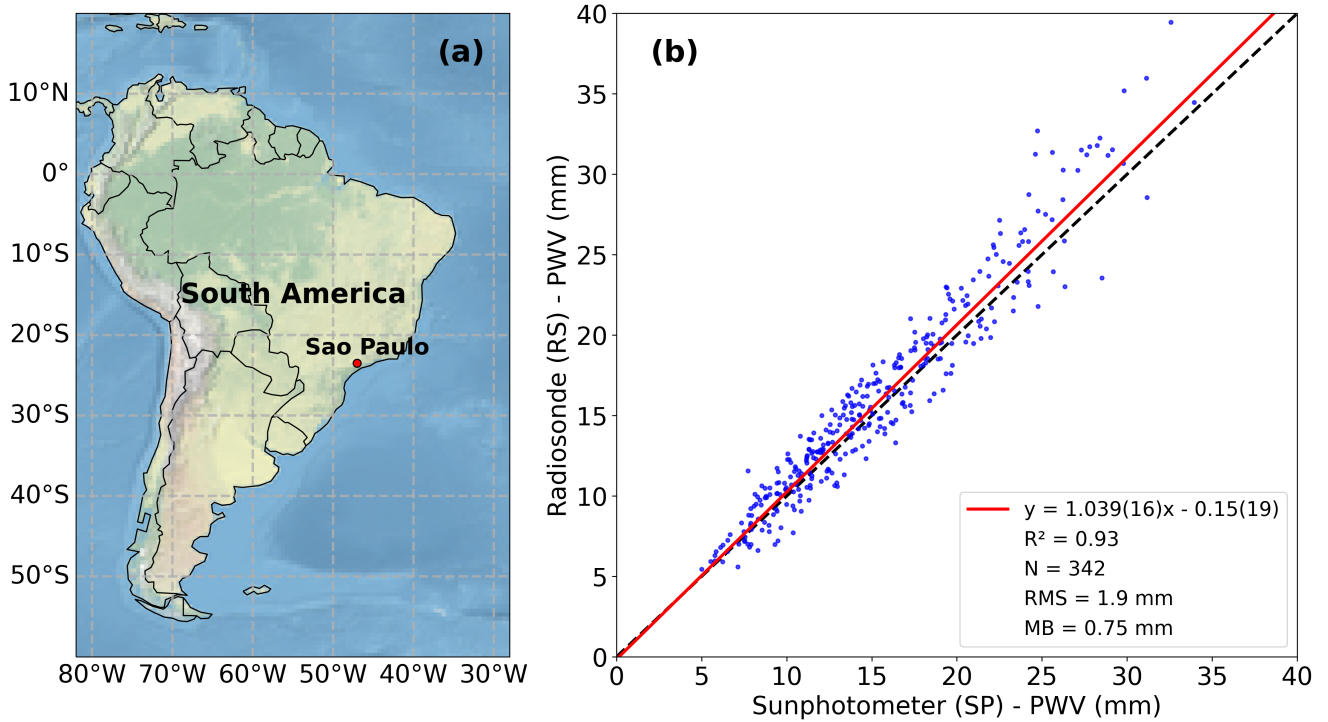 (a)
10°N
0°
10°S
20°S
30°S
40°S
50°S
South America
Sao Paulo
80°W 70°W 60°W 50°W 40°W 30°W
(b)
Radiosonde (RS) - PWV (mm)
40
35
30
25
20
15
10
5
0
y = 1.039(16)x - 0.15(19)
R² = 0.93
N = 342
RMS = 1.9 mm
MB = 0.75 mm
0 5 10 15 20 25 30 35 40
Sunphotometer (SP) - PWV (mm)